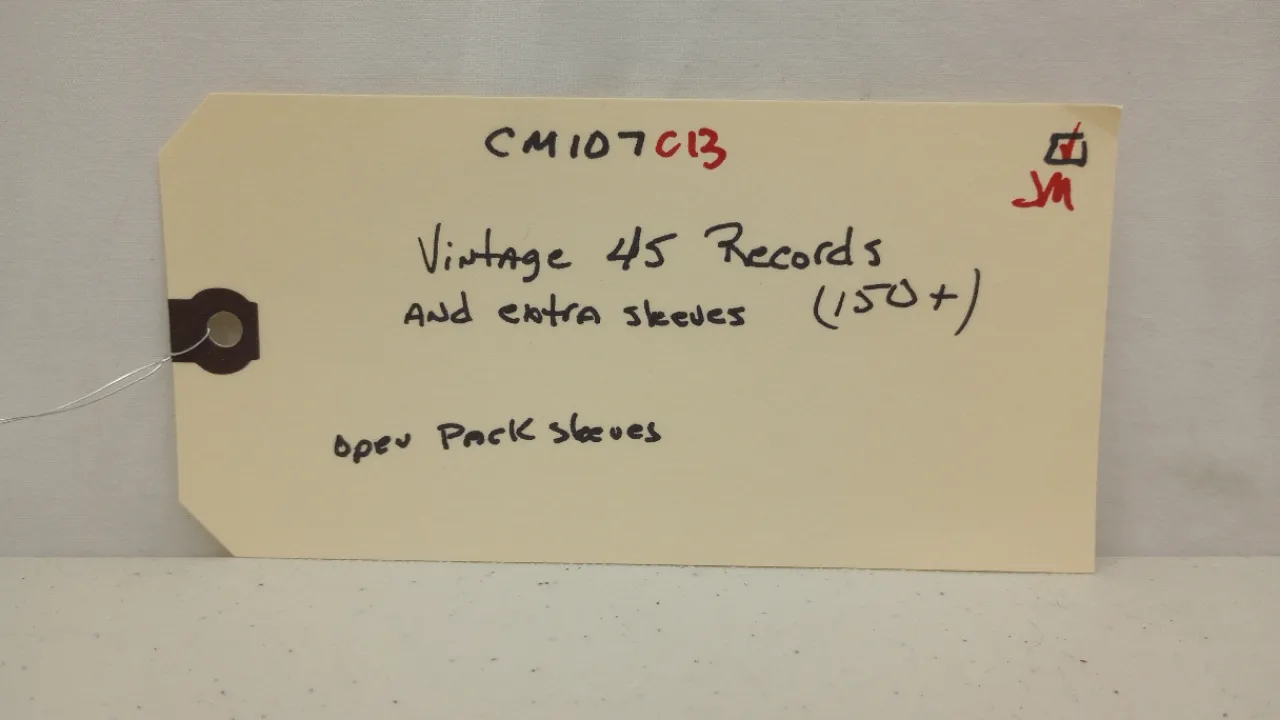 CM107C13
JM
Vintage 45 Records
And extra sleeves (150+)
open Pack sleeves